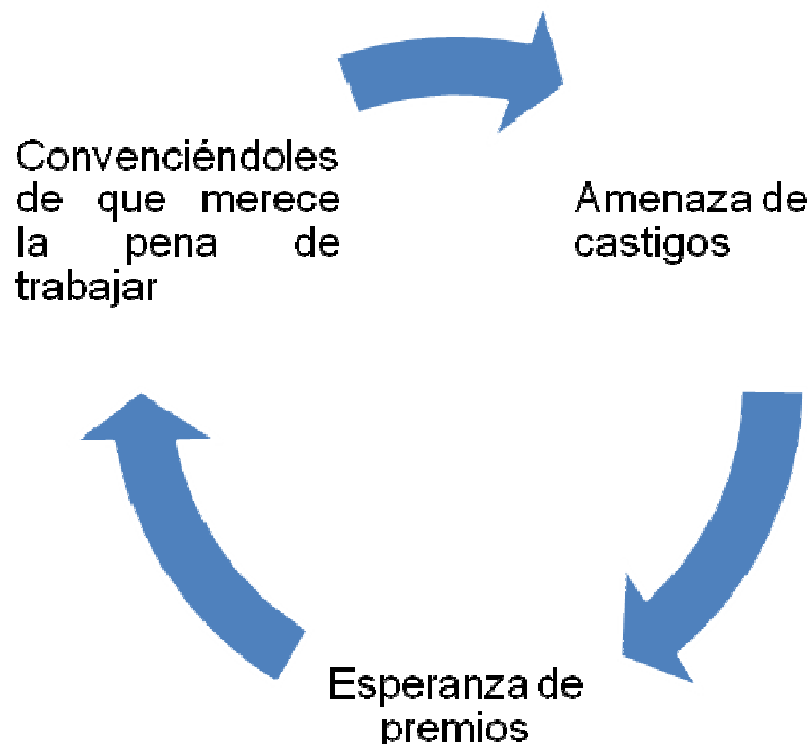 Convenciéndoles
de que merece
la pena de
trabajar
Amenaza de
castigos
Esperanza de
premios